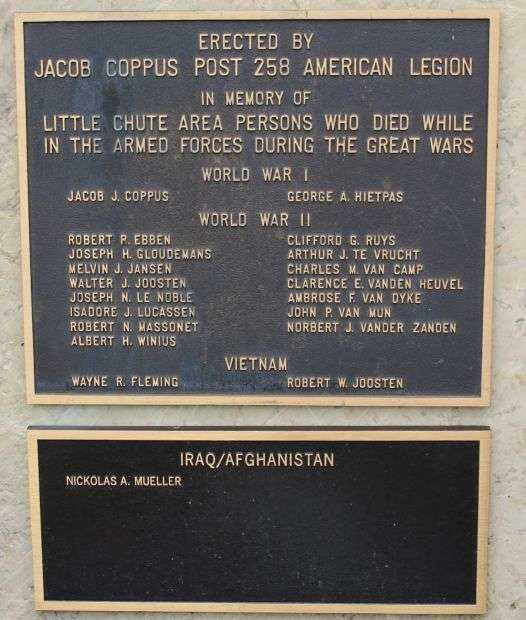 ERECTED BY
JACOB COPPUS POST 258 AMERICAN LEGION
IN MEMORY OF
LITTLE CHUTE AREA PERSONS WHO DIED WHILE
IN THE ARMED FORCES DURING THE GREAT WARS
WORLD WAR I
JACOB J. COPPUS GEORGE A. HIETPAS
WORLD WAR II
ROBERT P. EBBEN CLIFFORD G. RUYS
JOSEPH H. GLOUDEMANS ARTHUR J. TE VRUCHT
MELVIN J. JANSEN CHARLES M. VAN CAMP
WALTER J. JOOSTEN CLARENCE E. VANDEN HEUVEL
JOSEPH N. LE NOBLE AMBROSE F. VAN DYKE
ISADORE J. LUCASSEN JOHN P. VAN MUN
ROBERT N. MASSONET NORBERT J. VANDER ZANDEN
ALBERT H. WINIUS
VIETNAM
WAYNE R. FLEMING ROBERT W. JOOSTEN
IRAQ/AFGHANISTAN
NICKOLAS A. MUELLER